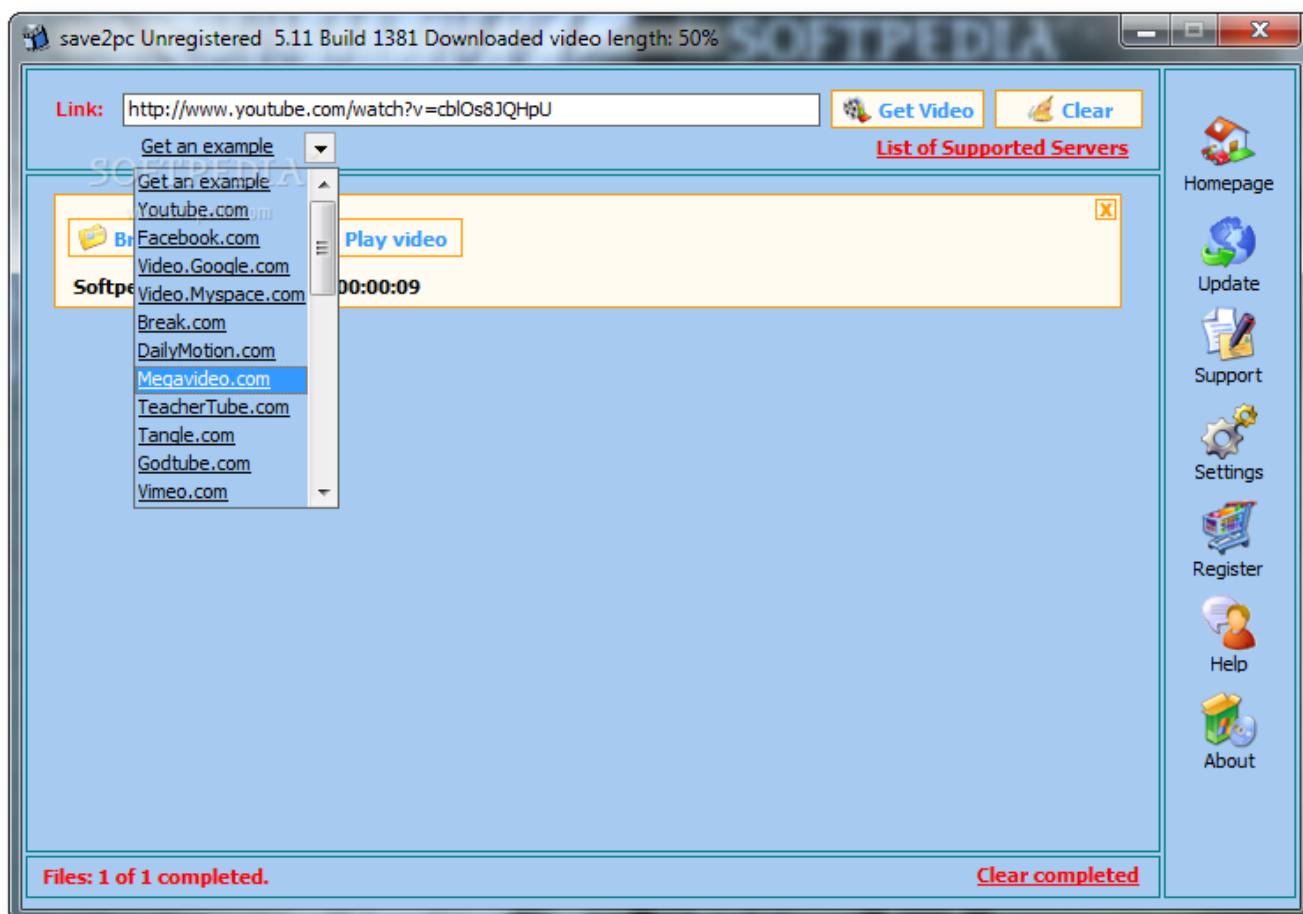 save2pc Unregistered 5.11 Build 1381 Downloaded video length: 50%
SOFTPEDIA
Link: http://www.youtube.com/watch?v=cblOs8JQHpU Get Video Clear
Get an example List of Supported Servers
SOFTPEDIA
Get an example
Youtube.com
Facebook.com
Video.Google.com
Video.Myspace.com
Break.com
DailyMotion.com
Megavideo.com
TeacherTube.com
Tangle.com
Godtube.com
Vimeo.com
X
Play video
00:00:09
Homepage
Update
Support
Settings
Register
Help
About
Files: 1 of 1 completed. Clear completed